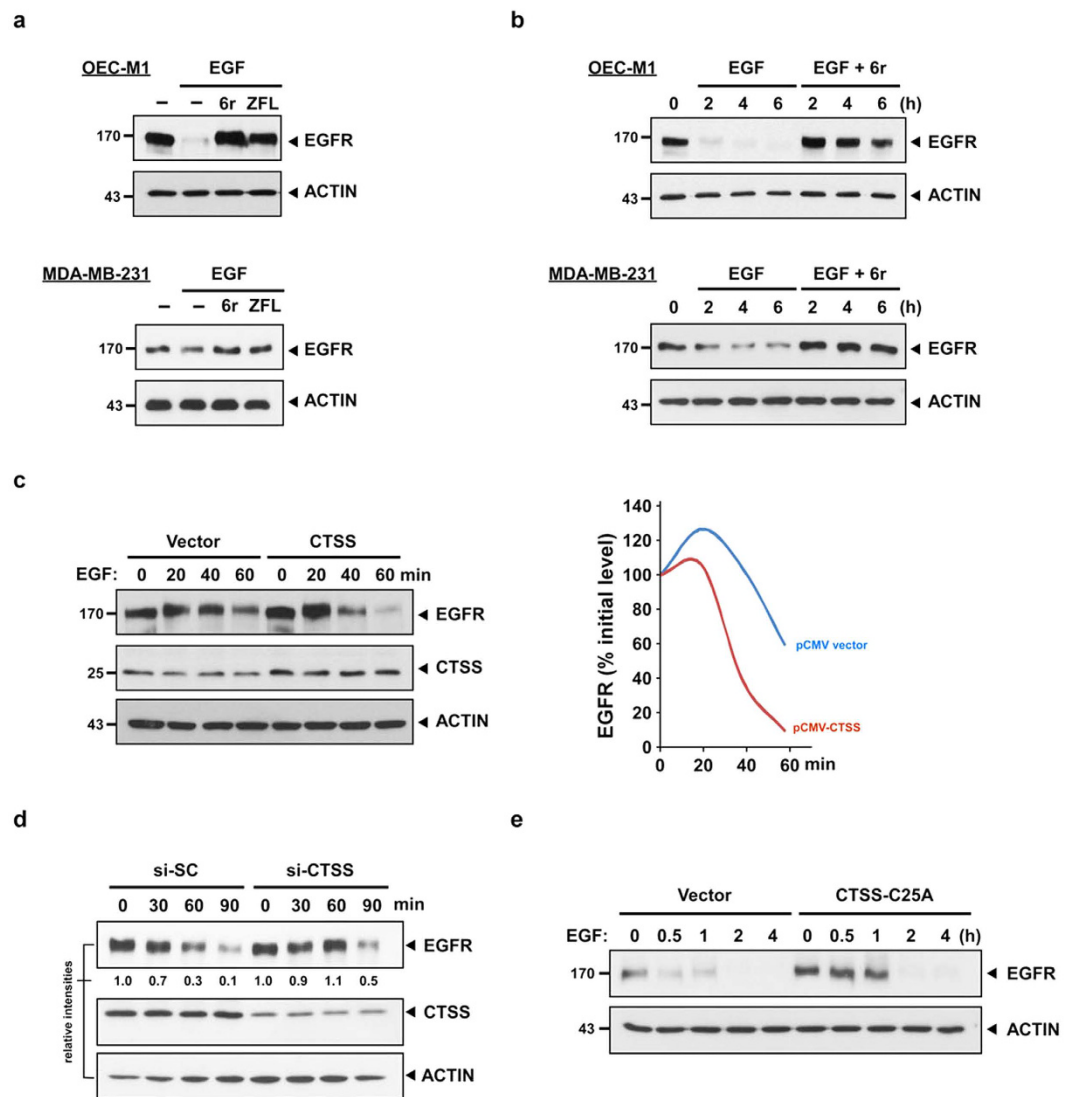 a
OEC-M1 EGF
– – 6r ZFL
170 ◄ EGFR
43 ◄ ACTIN
MDA-MB-231 EGF
– – 6r ZFL
170 ◄ EGFR
43 ◄ ACTIN
b
OEC-M1 EGF EGF + 6r
0 2 4 6 2 4 6 (h)
170 ◄ EGFR
43 ◄ ACTIN
MDA-MB-231 EGF EGF + 6r
0 2 4 6 2 4 6 (h)
170 ◄ EGFR
43 ◄ ACTIN
c
Vector CTSS
EGF: 0 20 40 60 0 20 40 60 min
170 ◄ EGFR
25 ◄ CTSS
43 ◄ ACTIN
EGFR (% initial level)
140
120
100
80
60
40
20
0
pCMV vector
pCMV-CTSS
0 20 40 60 min
d
si-SC si-CTSS
0 30 60 90 0 30 60 90 min
◄ EGFR
1.0 0.7 0.3 0.1 1.0 0.9 1.1 0.5
relative intensities
◄ CTSS
◄ ACTIN
e
Vector CTSS-C25A
EGF: 0 0.5 1 2 4 0 0.5 1 2 4 (h)
170 ◄ EGFR
43 ◄ ACTIN